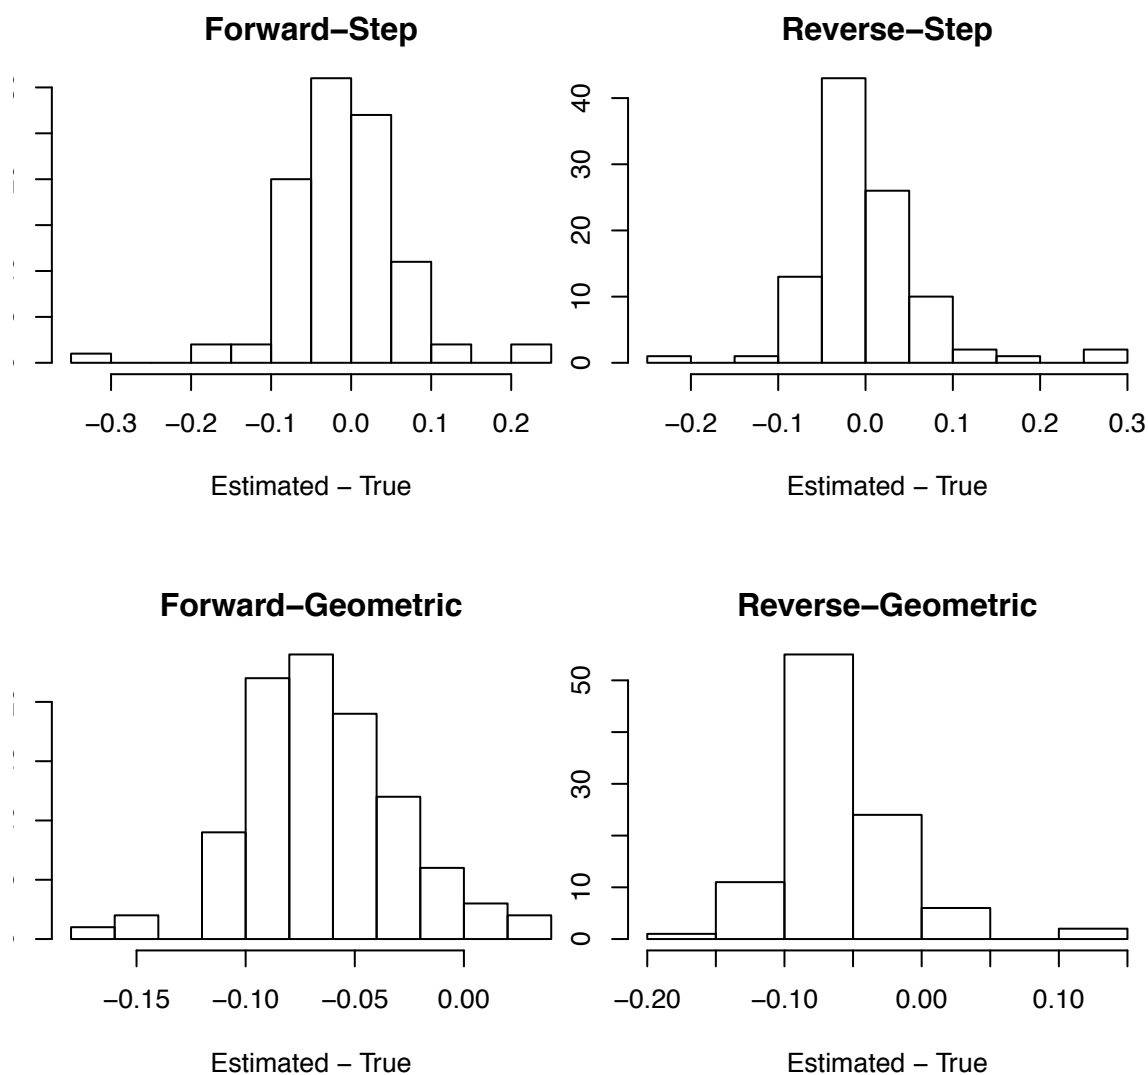 Forward−Step
Reverse−Step
40
30
20
10
0
−0.3 −0.2 −0.1 0.0 0.1 0.2
−0.2 −0.1 0.0 0.1 0.2 0.3
Estimated − True
Estimated − True
Forward−Geometric
Reverse−Geometric
50
30
10
0
−0.15 −0.10 −0.05 0.00
−0.20 −0.10 0.00 0.10
Estimated − True
Estimated − True